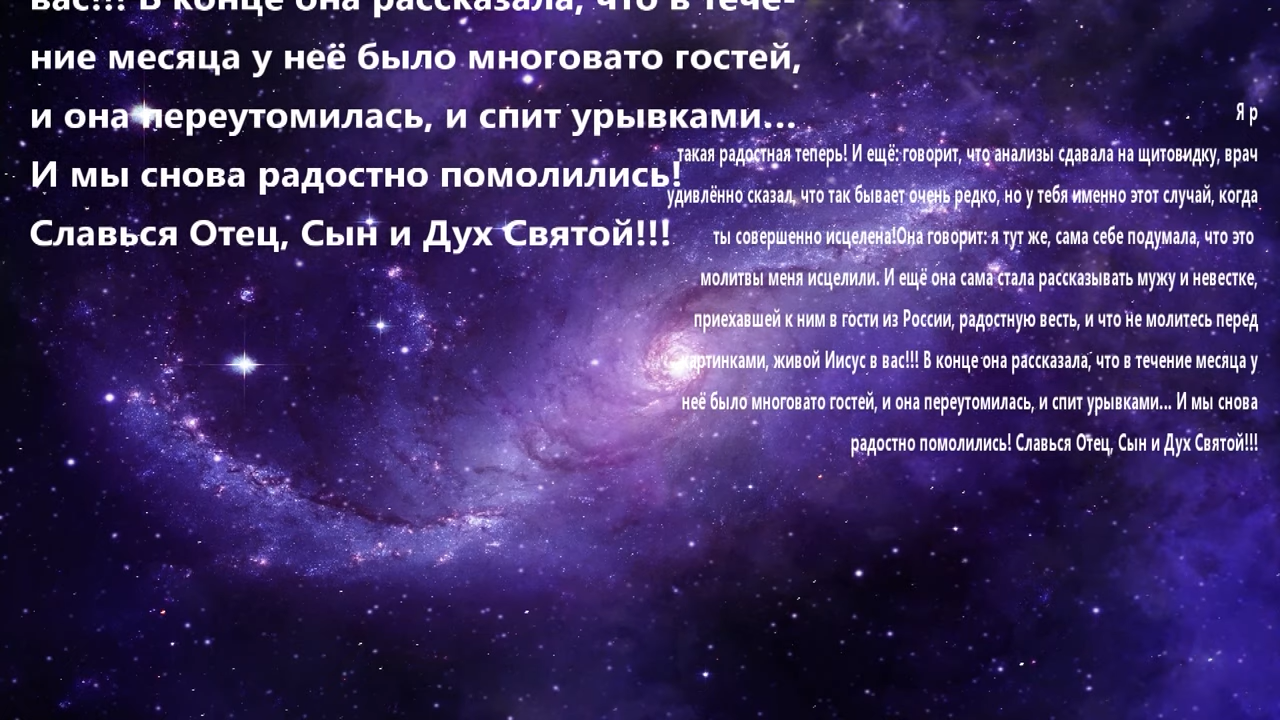 вас!!! В конце она рассказала, что в тече-
ние месяца у неё было многовато гостей,
и она переутомилась, и спит урывками...
И мы снова радостно помолились!
Славься Отец, Сын и Дух Святой!!!
Я р
такая радостная теперь! И ещё: говорит, что анализы сдавала на щитовидку, врач
удивлённо сказал, что так бывает очень редко, но у тебя именно этот случай, когда
ты совершенно исцелена!Она говорит: я тут же, сама себе подумала, что это
молитвы меня исцелили. И ещё она сама стала рассказывать мужу и невестке,
приехавшей к ним в гости из России, радостную весть, и что не молитесь перед
картинками, живой Иисус в вас!!! В конце она рассказала, что в течение месяца у
неё было многовато гостей, и она переутомилась, и спит урывками... И мы снова
радостно помолились! Славься Отец, Сын и Дух Святой!!!